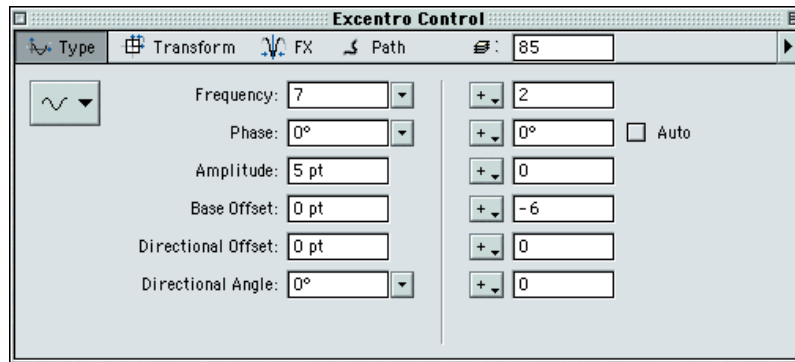 Excentro Control
Type Transform FX Path : 85
Frequency: 7 + 2
Phase: 0° + 0° Auto
Amplitude: 5 pt + 0
Base Offset: 0 pt + -6
Directional Offset: 0 pt + 0
Directional Angle: 0° + 0